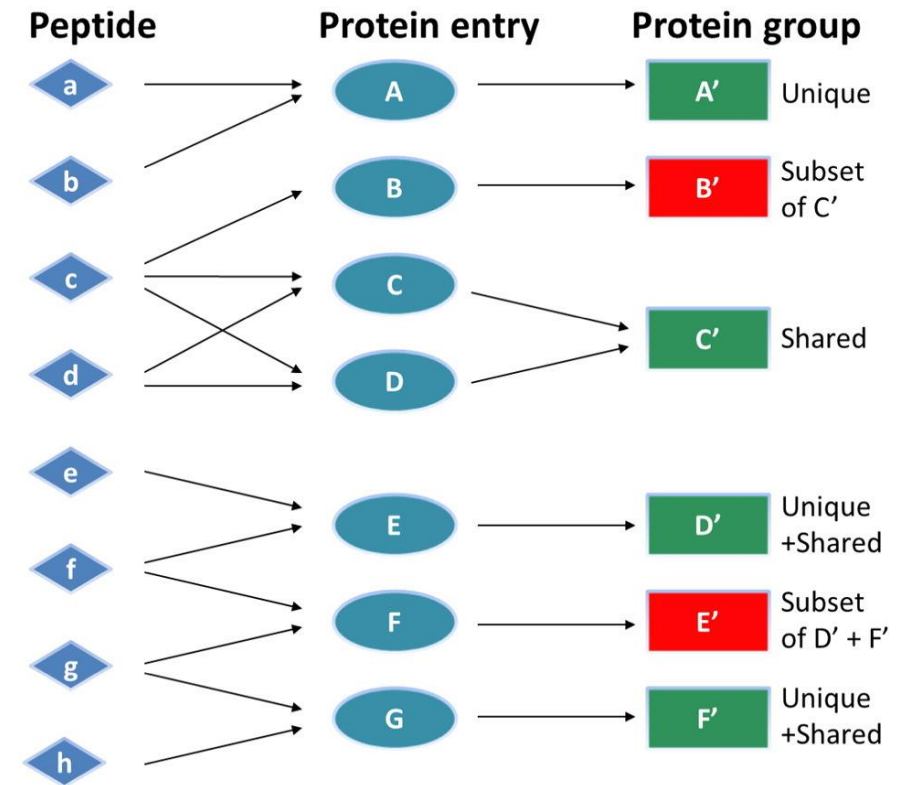 Peptide Protein entry Protein group
a A A’ Unique
b B B’ Subset
of C’
c C
C’ Shared
d D
e
E D’ Unique
+Shared
f
F E’ Subset
of D’ + F’
g
G F’ Unique
+Shared
h